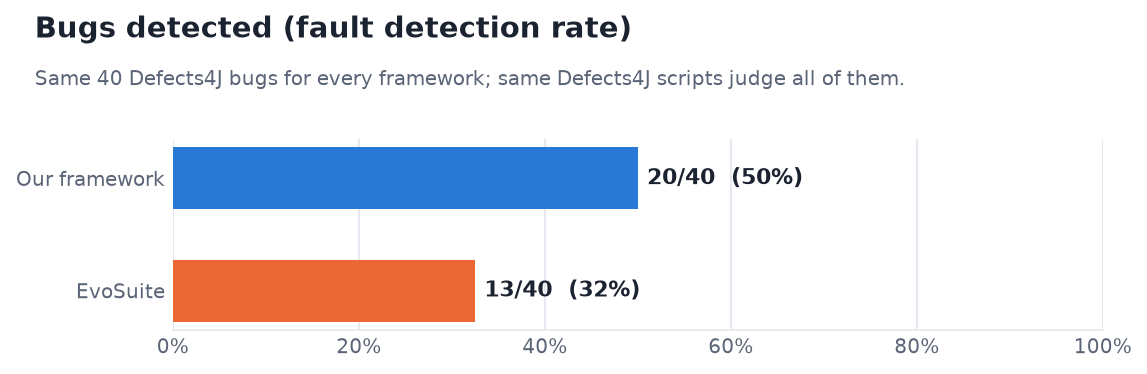 Bugs detected (fault detection rate)
Same 40 Defects4J bugs for every framework; same Defects4J scripts judge all of them.
Our framework 20/40 (50%)
EvoSuite 13/40 (32%)
0% 20% 40% 60% 80% 100%